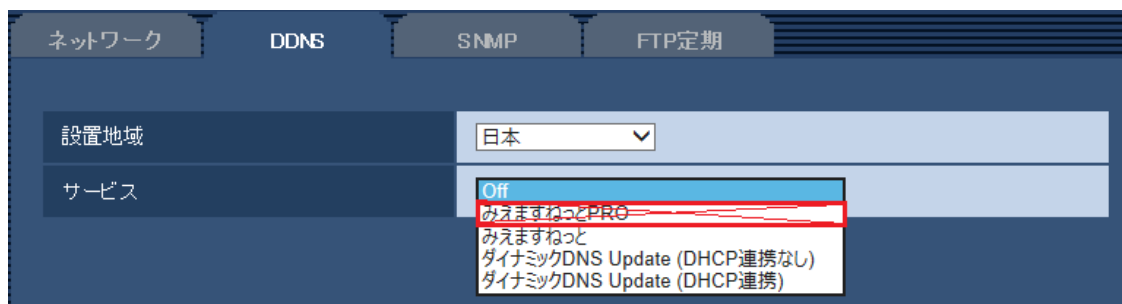 ネットワーク DDNS SNMP FTP定期
設置地域 日本
サービス Off
みえますねっとPRO
みえますねっと
ダイナミックDNS Update (DHCP連携なし)
ダイナミックDNS Update (DHCP連携)